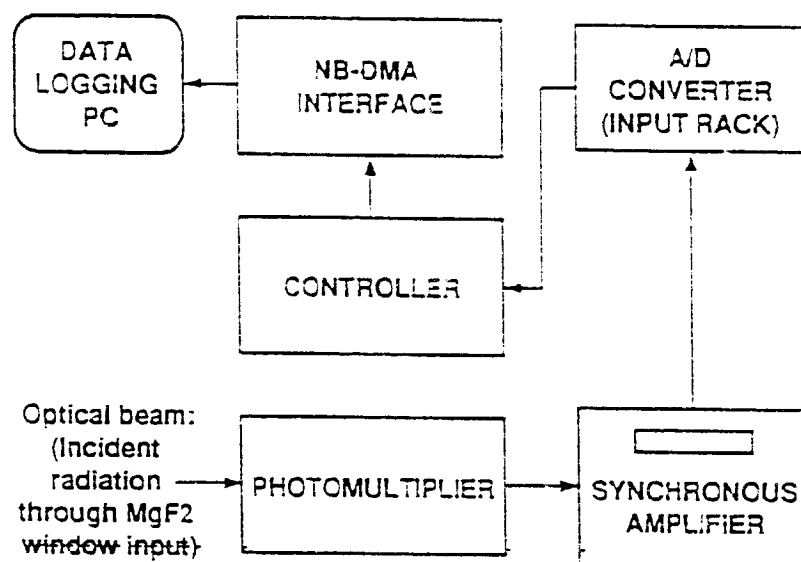 DATA
LOGGING
PC
NB-DMA
INTERFACE
A/D
CONVERTER
(INPUT RACK)
CONTROLLER
Optical beam:
(Incident
radiation
through MgF2
window input)
PHOTOMULTIPLIER
SYNCHRONOUS
AMPLIFIER